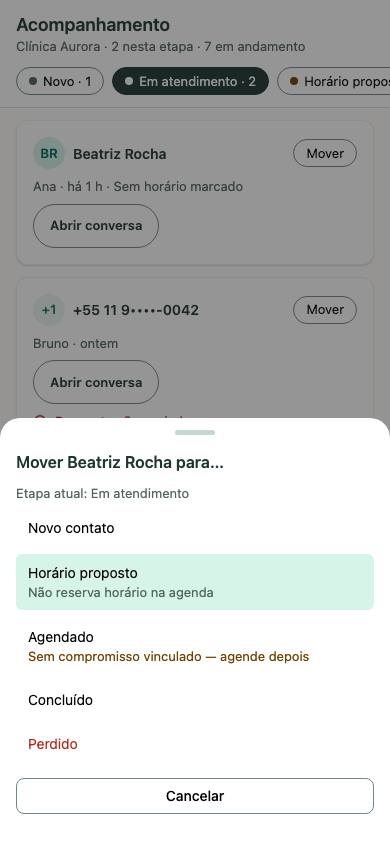 Acompanhamento
Clínica Aurora · 2 nesta etapa · 7 em andamento
Novo · 1
Em atendimento · 2
Horário propos
BR
Beatriz Rocha
Mover
Ana · há 1 h · Sem horário marcado
Abrir conversa
+1
+55 11 9••••-0042
Mover
Bruno · ontem
Abrir conversa
Mover Beatriz Rocha para...
Etapa atual: Em atendimento
Novo contato
Horário proposto
Não reserva horário na agenda
Agendado
Sem compromisso vinculado — agende depois
Concluído
Perdido
Cancelar